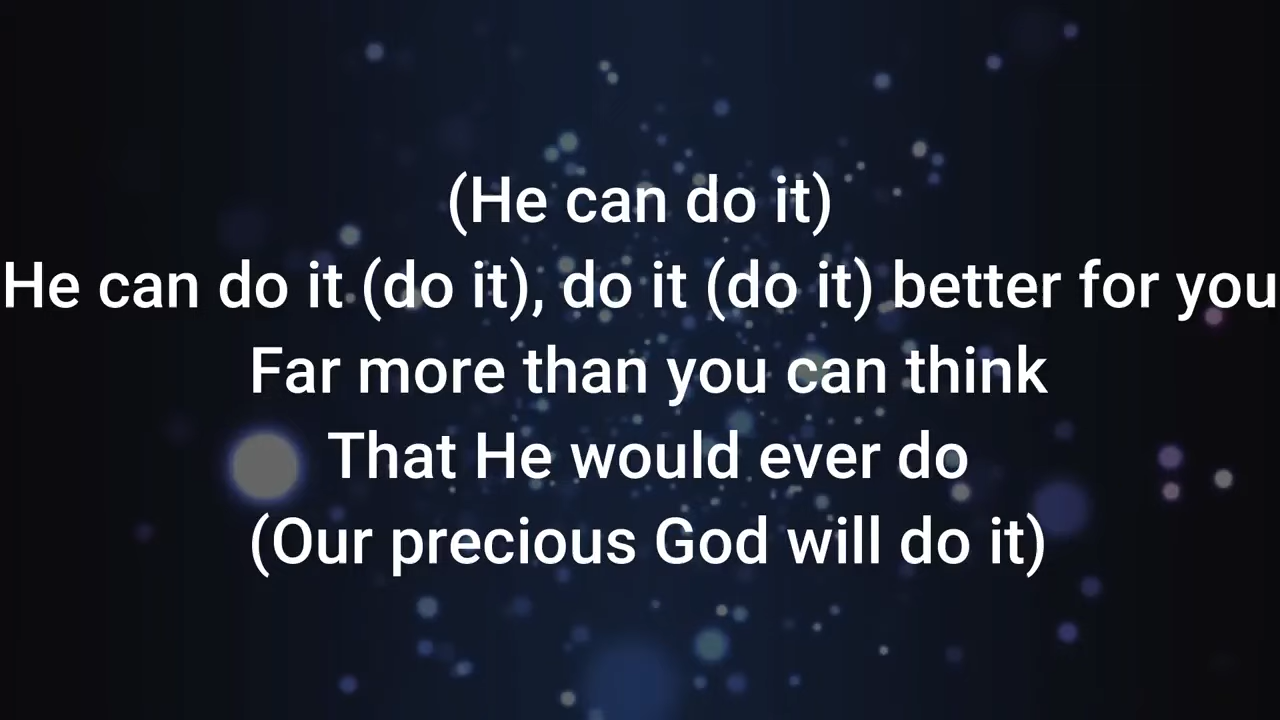 (He can do it)
He can do it (do it), do it (do it) better for you
Far more than you can think
That He would ever do
(Our precious God will do it)